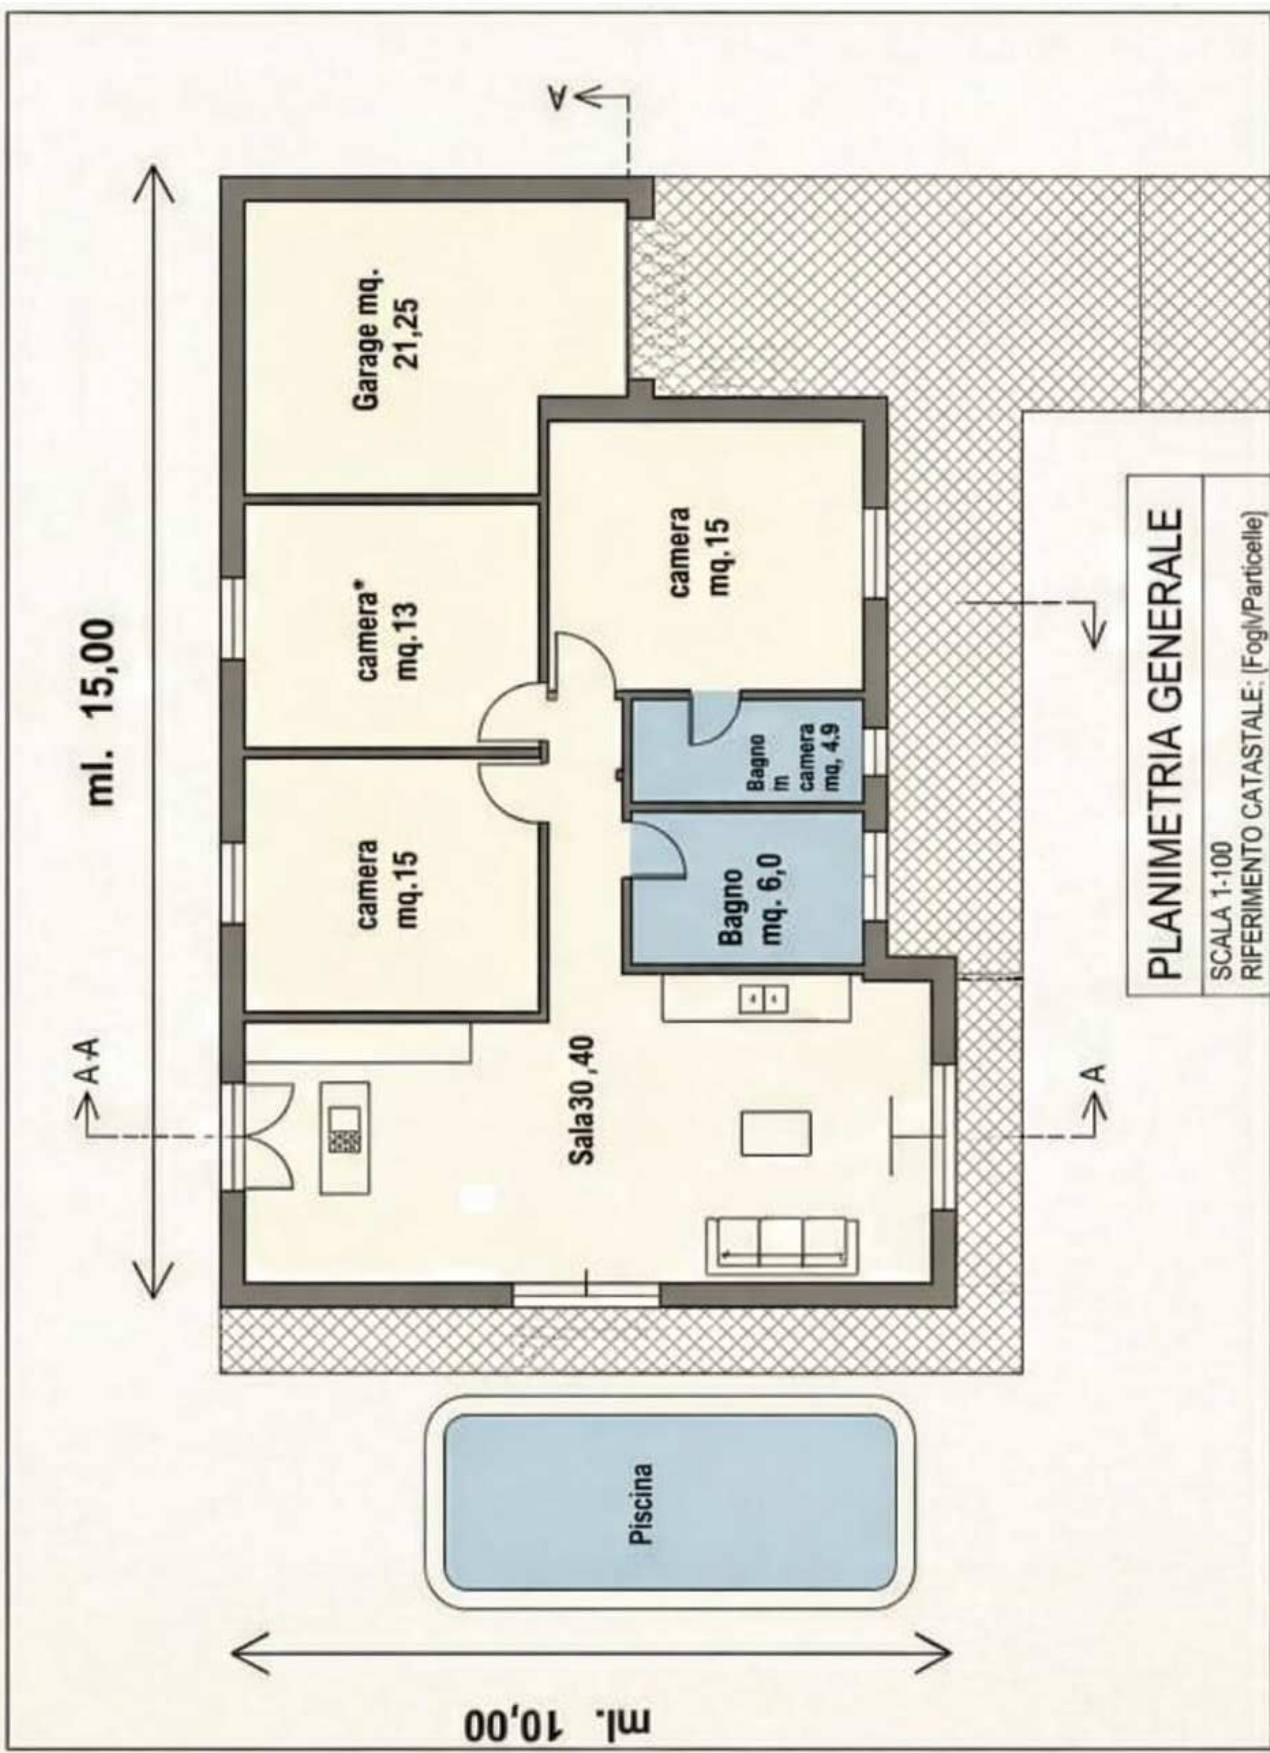 ml. 15,00
A-A
camera
mq.15
camera*
mq.13
Garage mq.
21,25
A
ml. 10,00
Piscina
Sala30,40
camera
mq.15
Bagno
mq. 6,0
Bagno
in
camera
mq, 4.9
A
PLANIMETRIA GENERALE
SCALA 1-100
RIFERIMENTO CATASTALE: [Fogli/Particelle]